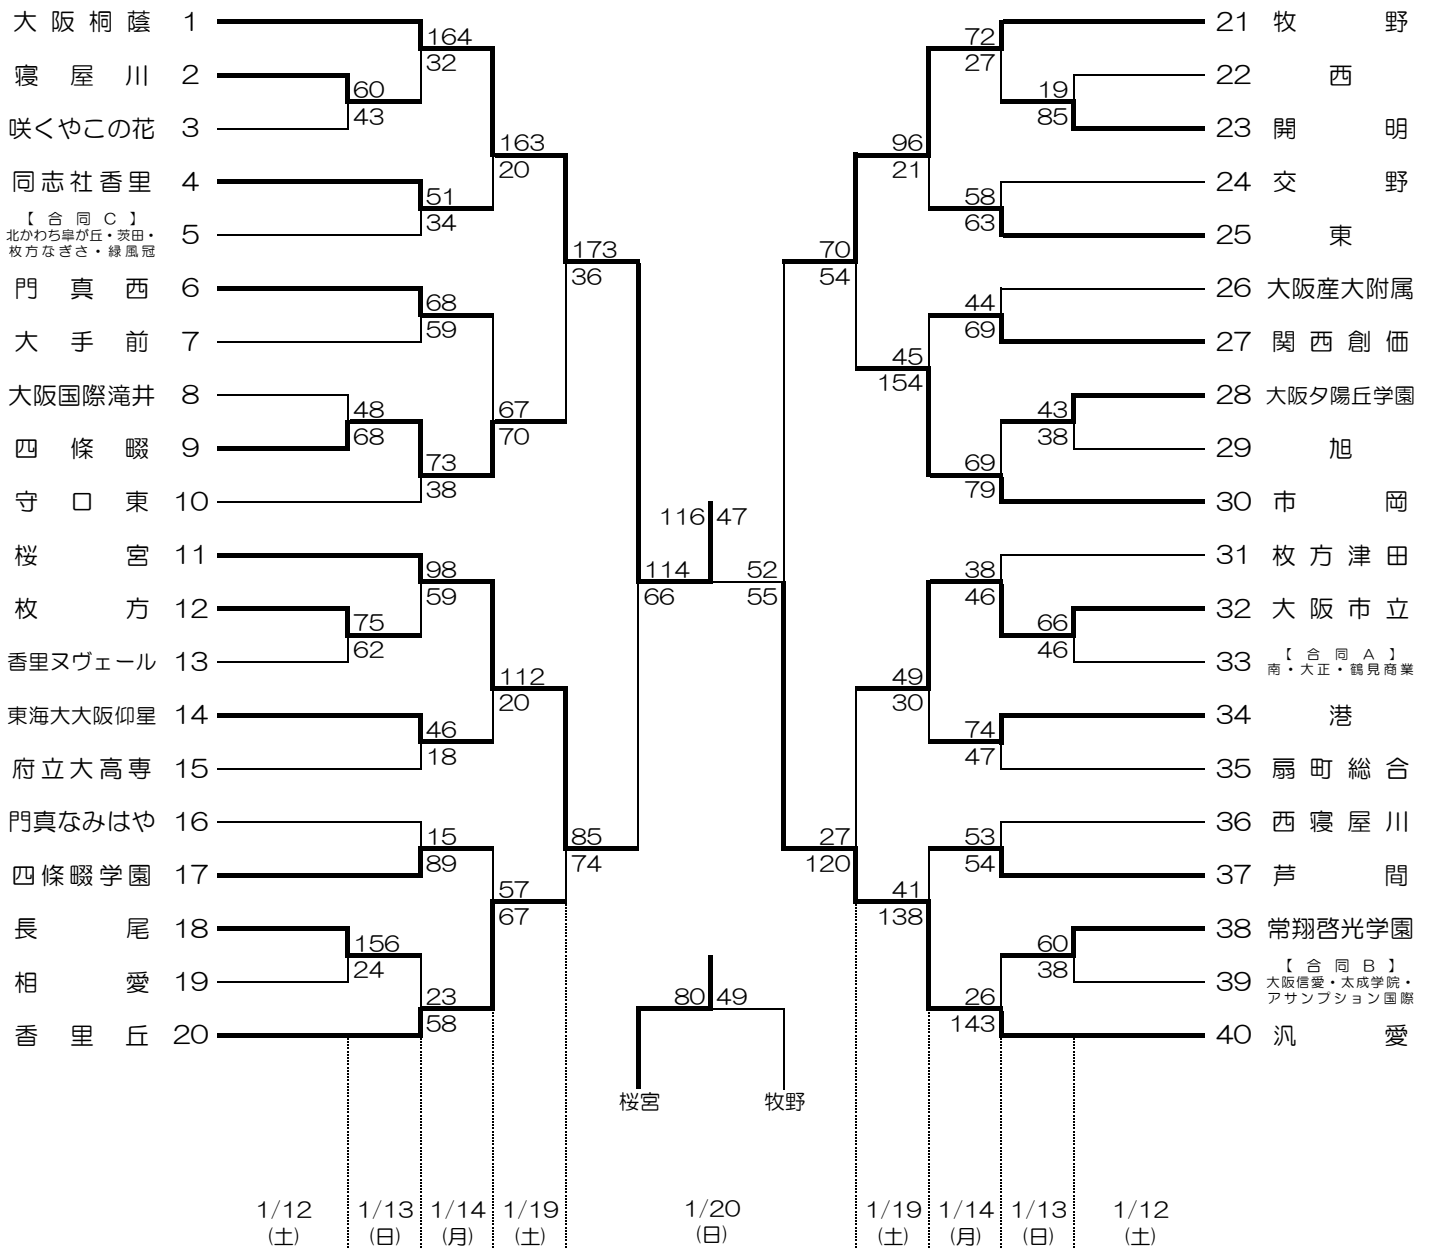 大阪桐蔭 1
寝屋川 2
咲くやこの花 3
同志社香里 4
【合同C】
北かわち皐が丘・茨田・
枚方なぎさ・緑風冠
5
門真西 6
大手前 7
大阪国際滝井 8
四條畷 9
守口東 10
桜宮 11
枚方 12
香里ヌヴェール 13
東海大大阪仰星 14
府立大高専 15
門真なみはや 16
四條畷学園 17
長尾 18
相愛 19
香里丘 20
60
43
48
68
75
62
156
24
164
32
51
34
68
59
73
38
98
59
46
18
15
89
23
58
163
20
67
70
112
20
57
67
173
36
85
74
114
66
116 47
52
55
80 49
桜宮 牧野
70
54
27
120
96
21
45
154
49
30
41
138
72
27
58
63
44
69
69
79
38
46
74
47
53
54
26
143
19
85
43
38
66
46
60
38
21 牧野
22 西
23 開明
24 交野
25 東
26 大阪産大附属
27 関西創価
28 大阪夕陽丘学園
29 旭
30 市岡
31 枚方津田
32 大阪市立
33
【合同A】
南・大正・鶴見商業
34 港
35 扇町総合
36 西寝屋川
37 芦間
38 常翔啓光学園
39
【合同B】
大阪信愛・太成学院・
アサンプション国際
40 汎愛
1/12 1/13 1/14 1/19 1/20 1/19 1/14 1/13 1/12
(土) (日) (月) (土) (日) (土) (月) (日) (土)